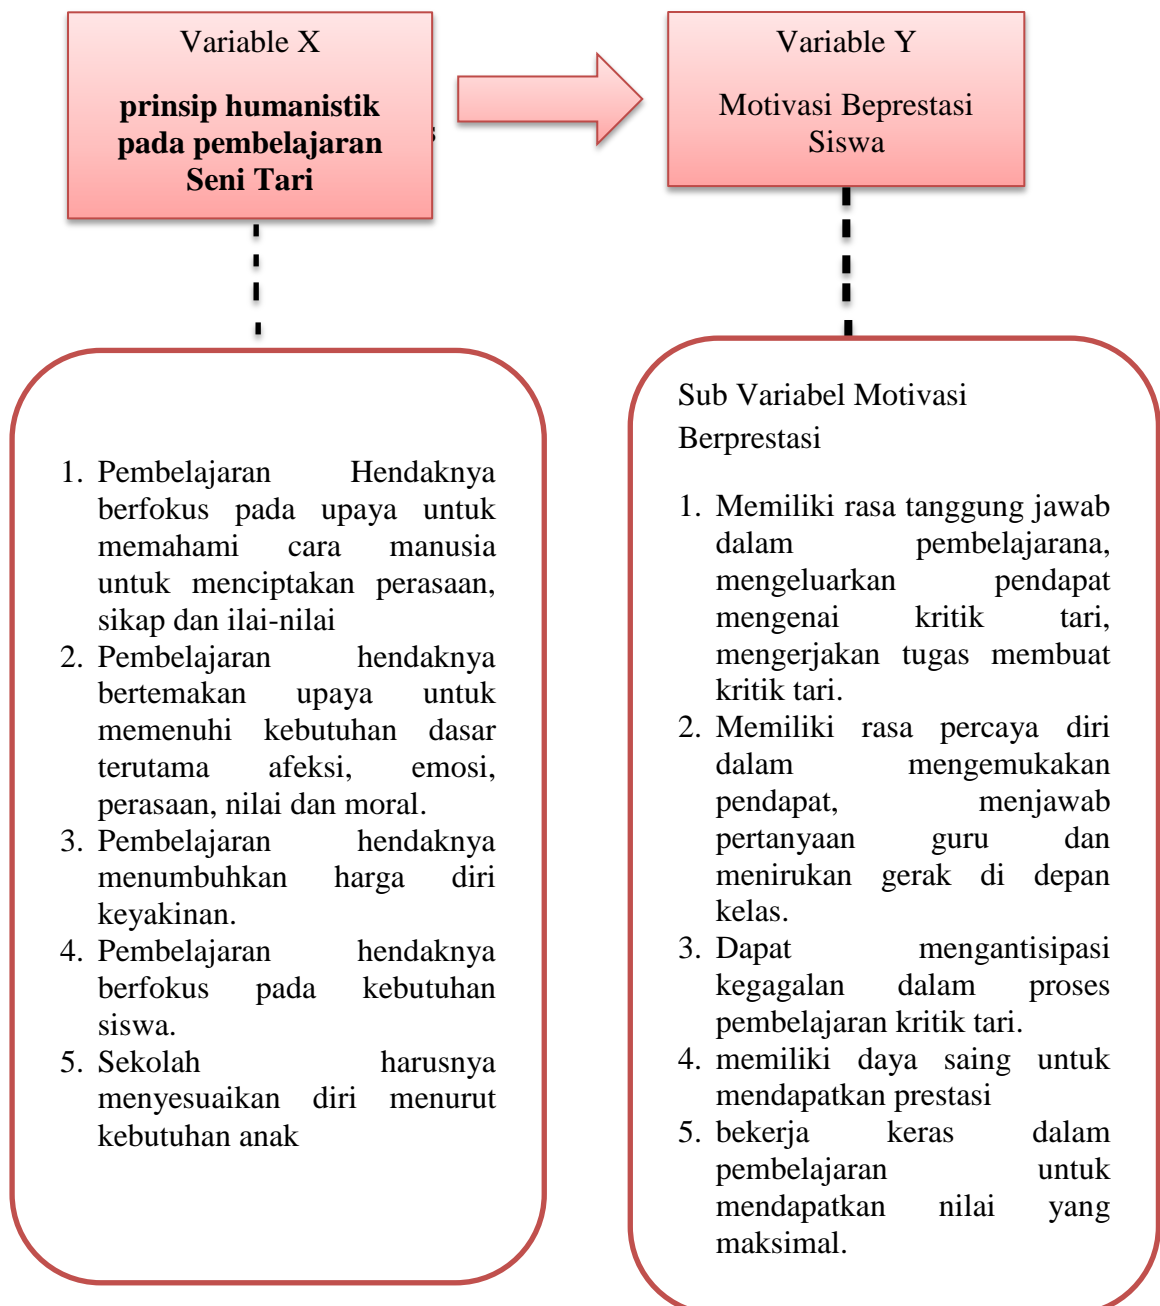 Variable X
prinsip humanistik
pada pembelajaran
Seni Tari
Variable Y
Motivasi Beprestasi
Siswa
1. Pembelajaran Hendaknya
berfokus pada upaya untuk
memahami cara manusia
untuk menciptakan perasaan,
sikap dan ilai-nilai
2. Pembelajaran hendaknya
bertemakan upaya untuk
memenuhi kebutuhan dasar
terutama afeksi, emosi,
perasaan, nilai dan moral.
3. Pembelajaran hendaknya
menumbuhkan harga diri
keyakinan.
4. Pembelajaran hendaknya
berfokus pada kebutuhan
siswa.
5. Sekolah harusnya
menyesuaikan diri menurut
kebutuhan anak
Sub Variabel Motivasi
Berprestasi
1. Memiliki rasa tanggung jawab
dalam pembelajarana,
mengeluarkan pendapat
mengenai kritik tari,
mengerjakan tugas membuat
kritik tari.
2. Memiliki rasa percaya diri
dalam mengemukakan
pendapat, menjawab
pertanyaan guru dan
menirukan gerak di depan
kelas.
3. Dapat mengantisipasi
kegagalan dalam proses
pembelajaran kritik tari.
4. memiliki daya saing untuk
mendapatkan prestasi
5. bekerja keras dalam
pembelajaran untuk
mendapatkan nilai yang
maksimal.